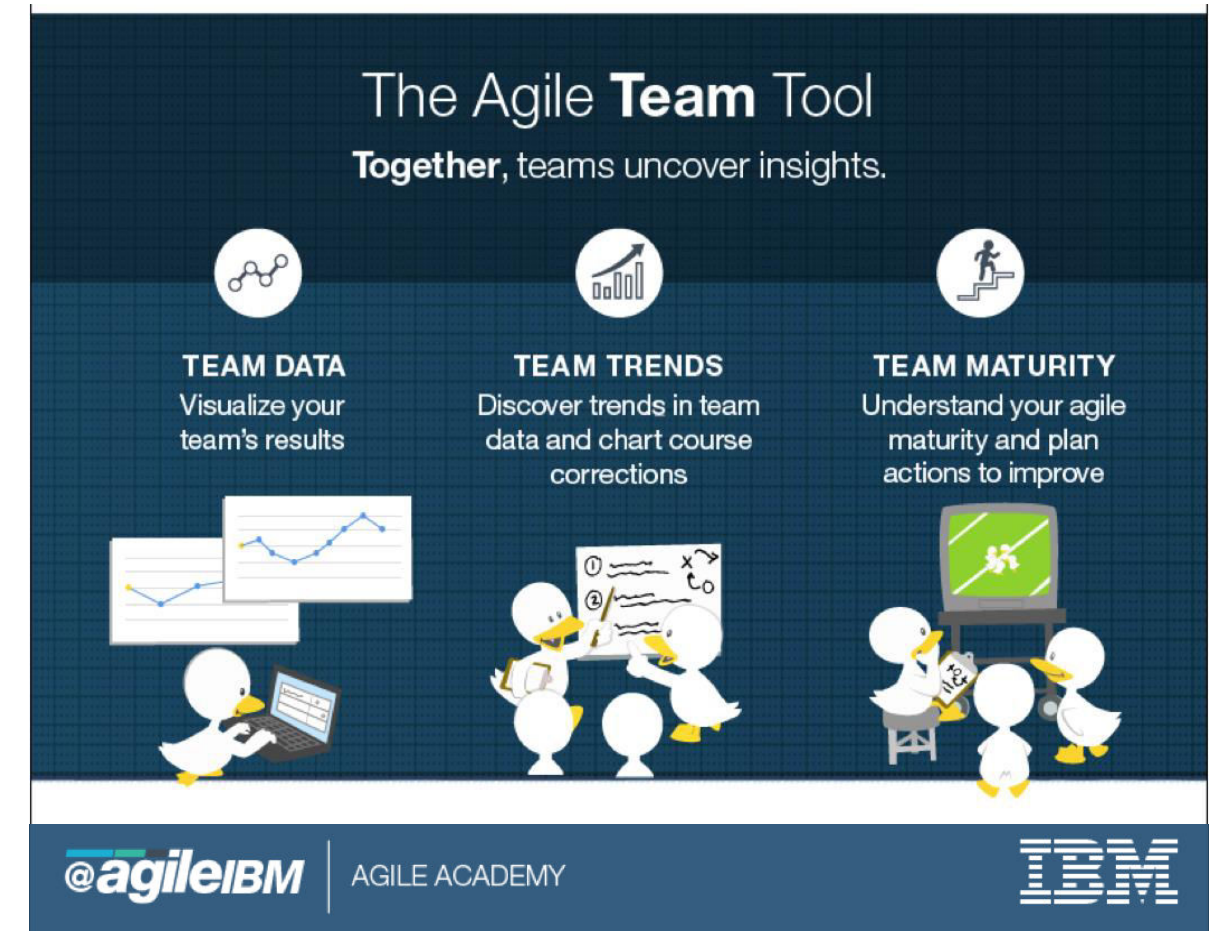 The Agile Team Tool
Together, teams uncover insights.
TEAM DATA
Visualize your
team's results
TEAM TRENDS
Discover trends in team
data and chart course
corrections
TEAM MATURITY
Understand your agile
maturity and plan
actions to improve
1
2
X
O
@agileIBM
AGILE ACADEMY
IBM